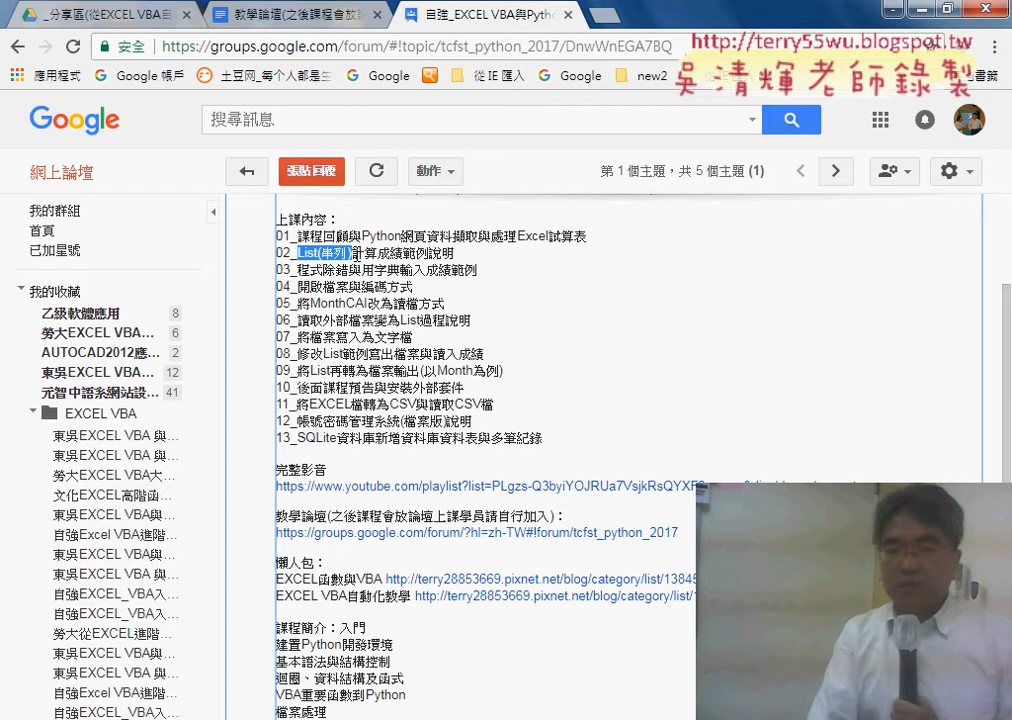 _分享區(從EXCEL VBA自
教學論壇(之後課程會放論
自強_EXCEL VBA與Pyth
安全
https://groups.google.com/forum/#!topic/tcfst_python_2017/DnwWnEGA7BQ
http://terry55wu.blogspot.tw
吳清輝老師錄製
應用程式
Google 帳戶
土豆网_每个人都是生
Google
從 IE 匯入
Google
new2
書籤
Google
搜尋訊息
網上論壇
張貼回覆
動作
第 1 個主題，共 5 個主題 (1)
我的群組
首頁
已加星號
我的收藏
乙級軟體應用 8
勞大EXCEL VBA... 6
AUTOCAD2012應... 2
東吳EXCEL VBA ... 12
元智中語系網站設... 41
EXCEL VBA
東吳EXCEL VBA 與...
東吳EXCEL VBA 與...
勞大EXCEL VBA大...
文化EXCEL高階函...
東吳EXCEL VBA與...
自強Excel VBA進階...
東吳EXCEL VBA與...
東吳EXCEL VBA 與...
自強EXCEL_VBA入...
自強EXCEL_VBA入...
勞大從EXCEL進階...
東吳EXCEL VBA與...
東吳EXCEL VBA 與...
自強Excel VBA進階...
自強EXCEL_VBA入...
上課內容：
01_課程回顧與Python網頁資料擷取與處理Excel試算表
02_List(串列)計算成績範例說明
03_程式除錯與用字典輸入成績範例
04_開啟檔案與編碼方式
05_將MonthCAI改為讀檔方式
06_讀取外部檔案變為List過程說明
07_將檔案寫入為文字檔
08_修改List範例寫出檔案與讀入成績
09_將List再轉為檔案輸出(以Month為例)
10_後面課程預告與安裝外部套件
11_將EXCEL檔轉為CSV與讀取CSV檔
12_帳號密碼管理系統(檔案版)說明
13_SQLite資料庫新增資料庫資料表與多筆紀錄
完整影音
https://www.youtube.com/playlist?list=PLgzs-Q3byiYOJRUa7VsjkRsQYXF
教學論壇(之後課程會放論壇上課學員請自行加入)：
https://groups.google.com/forum/?hl=zh-TW#!forum/tcfst_python_2017
懶人包：
EXCEL函數與VBA http://terry28853669.pixnet.net/blog/category/list/13845
EXCEL VBA自動化教學 http://terry28853669.pixnet.net/blog/category/list/
課程簡介：入門
建置Python開發環境
基本語法與結構控制
迴圈、資料結構及函式
VBA重要函數到Python
檔案處理